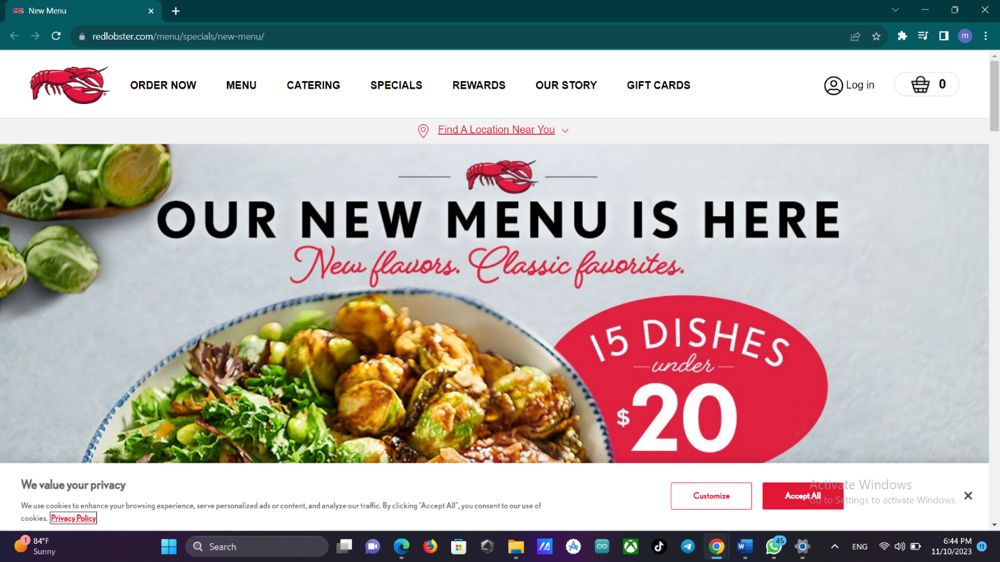 New Menu
redlobster.com/menu/specials/new-menu/
m
ORDER NOW MENU CATERING SPECIALS REWARDS OUR STORY GIFT CARDS Log in 0
Find A Location Near You
OUR NEW MENU IS HERE
New flavors. Classic favorites.
15 DISHES
under
$20
We value your privacy
We use cookies to enhance your browsing experience, serve personalized ads or content, and analyze our traffic. By clicking "Accept All", you consent to our use of
cookies. Privacy Policy
Customize
Accept All
Activate Windows
Go to Settings to activate Windows.
1
84°F
Sunny
Search
45
ENG
6:44 PM
11/10/2023
11